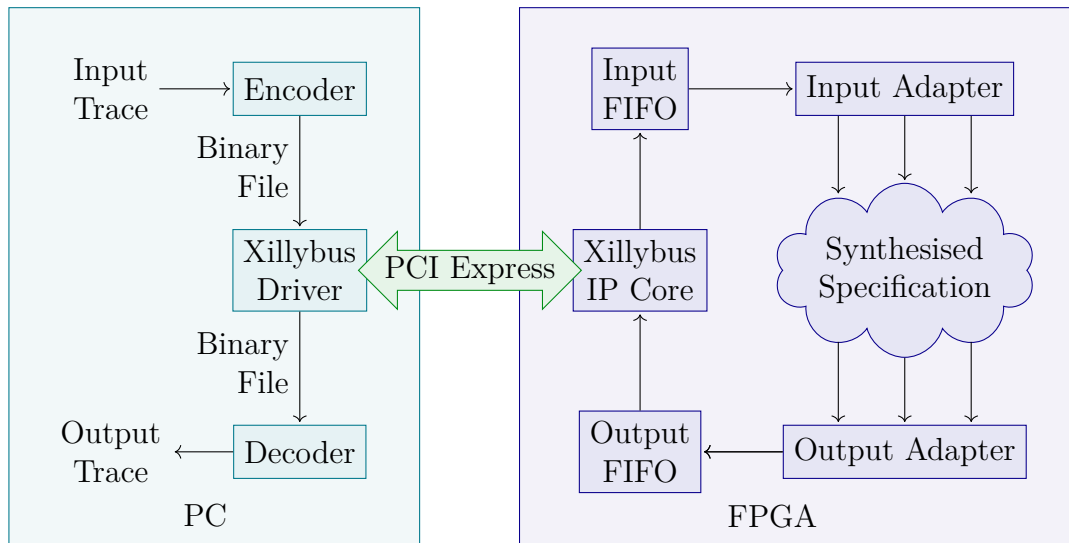 Input
Trace
Encoder
Binary
File
Xillybus
Driver
Binary
File
Output
Trace
Decoder
PC
PCI Express
Input
FIFO
Input Adapter
Xillybus
IP Core
Synthesised
Specification
Output
FIFO
Output Adapter
FPGA